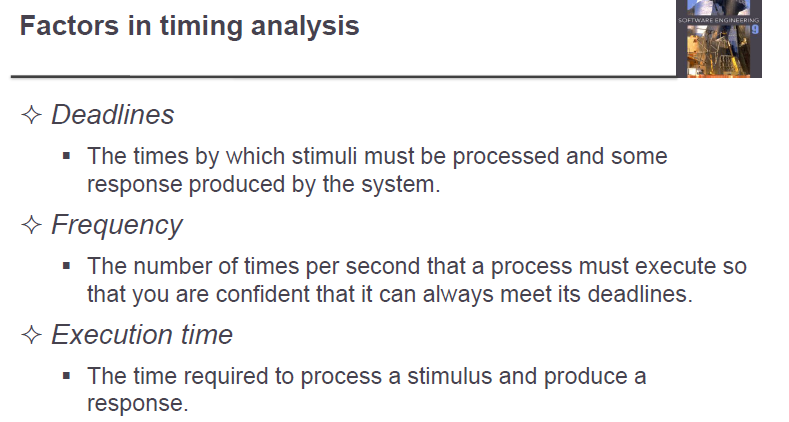 Factors in timing analysis
SOFTWARE ENGINEERING
9
✧ Deadlines
▪ The times by which stimuli must be processed and some
response produced by the system.
✧ Frequency
▪ The number of times per second that a process must execute so
that you are confident that it can always meet its deadlines.
✧ Execution time
▪ The time required to process a stimulus and produce a
response.